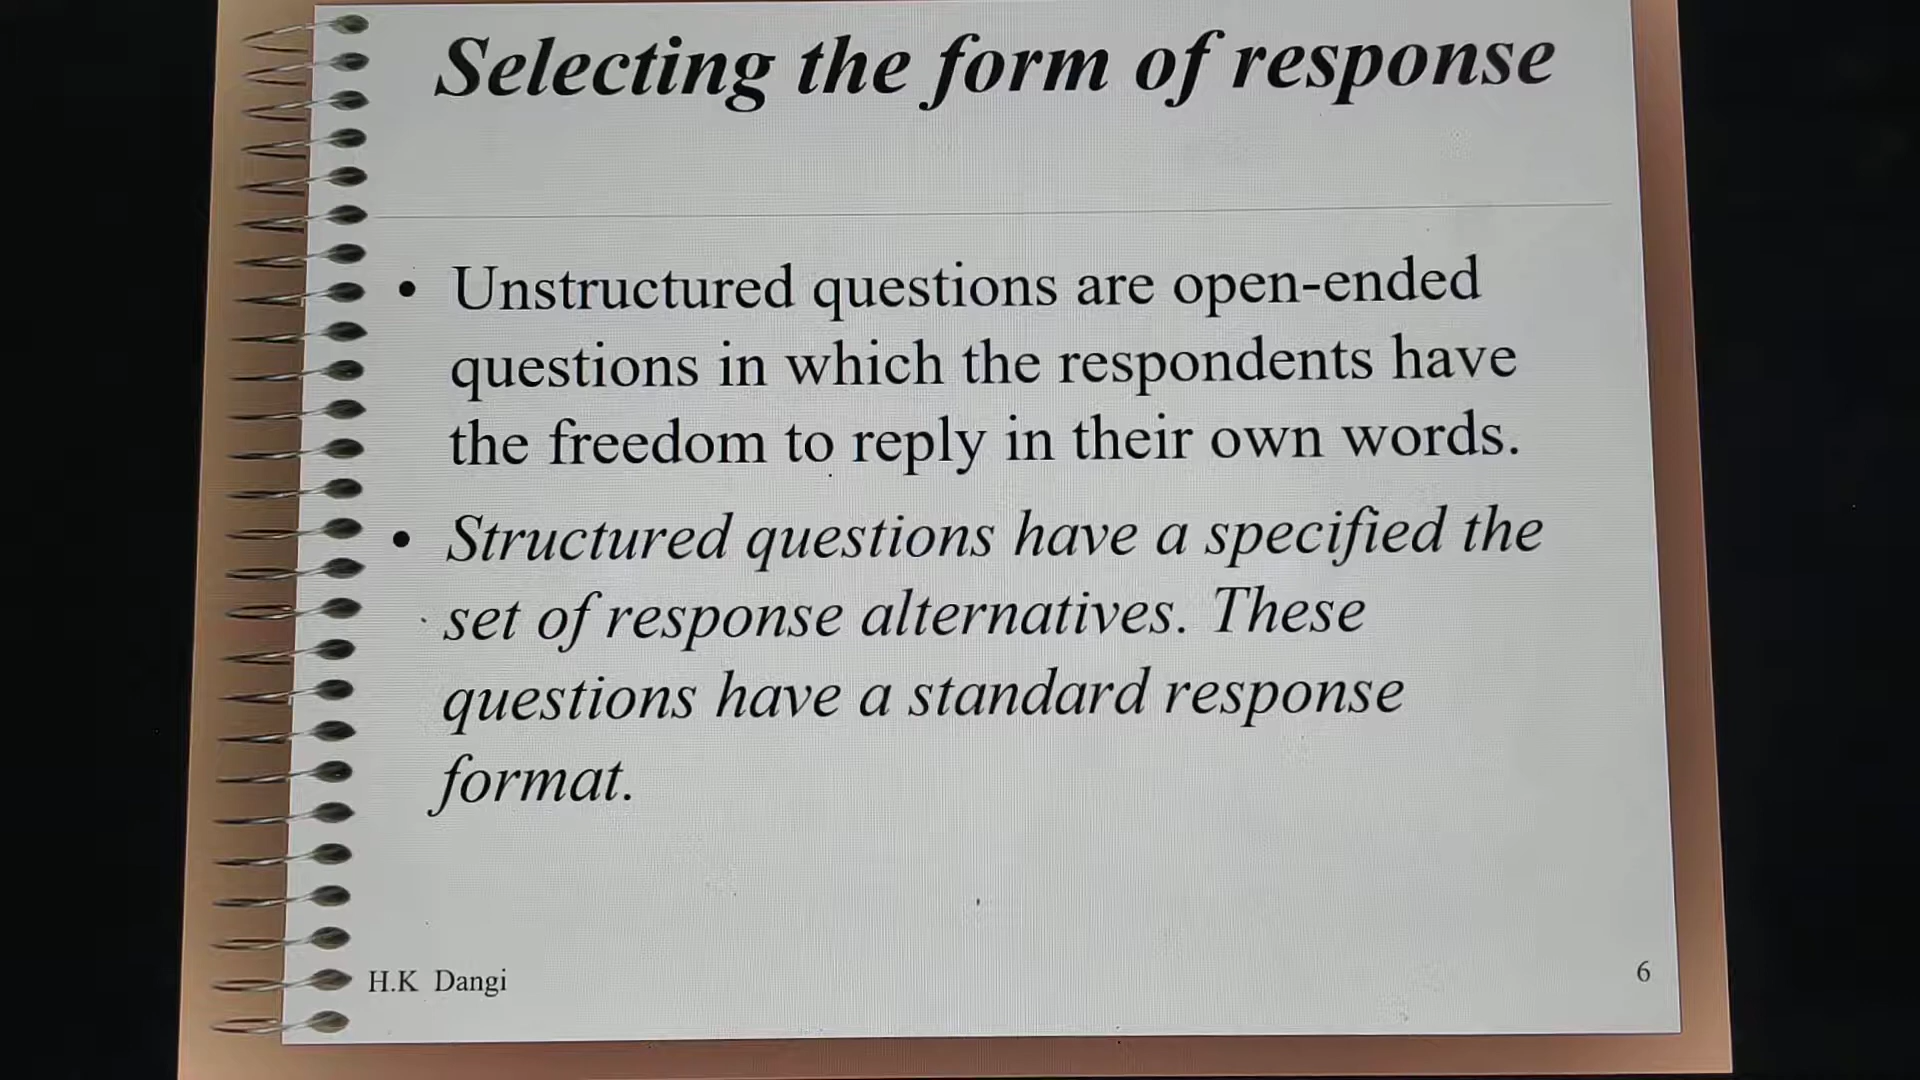 Selecting the form of response
• Unstructured questions are open-ended
questions in which the respondents have
the freedom to reply in their own words.
• Structured questions have a specified the
set of response alternatives. These
questions have a standard response
format.
H.K Dangi
6